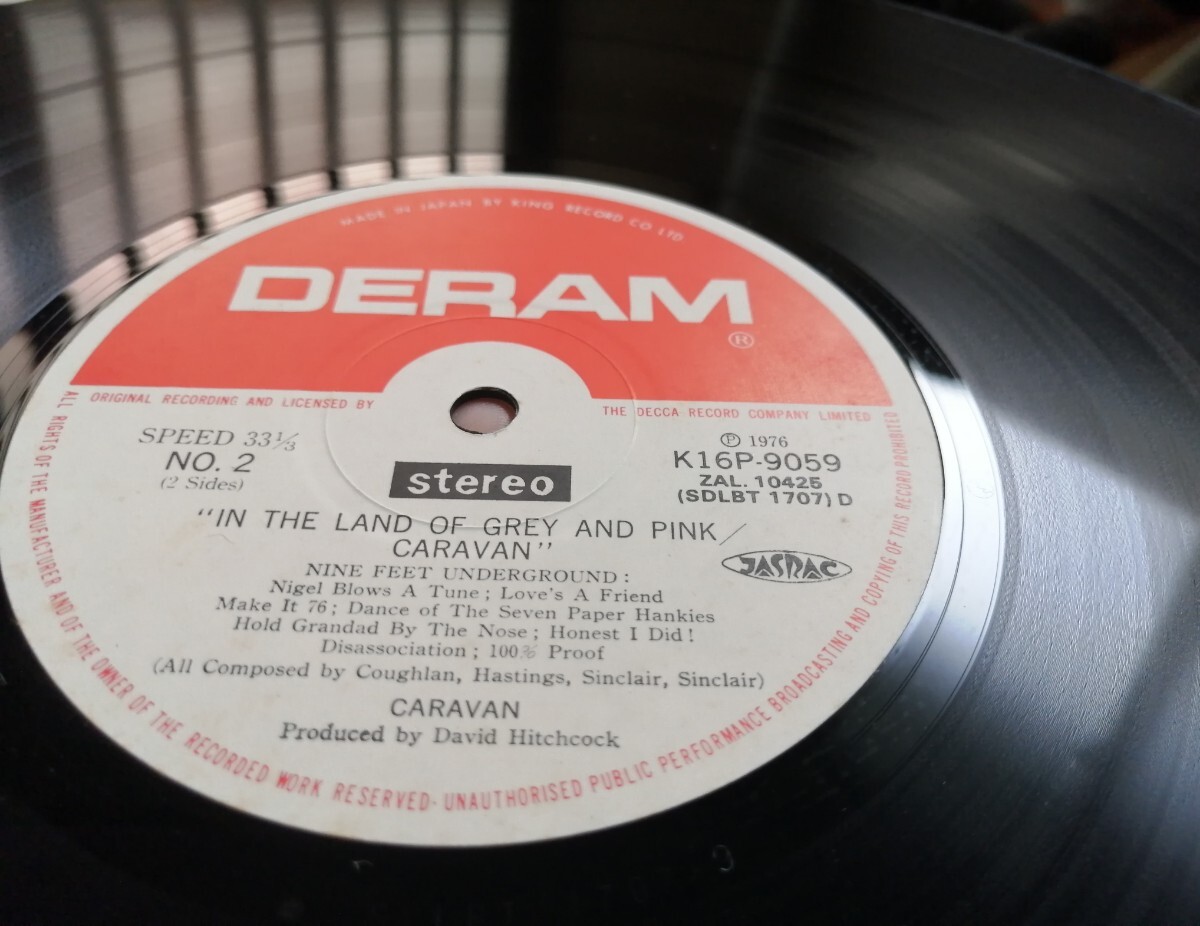 MADE IN JAPAN BY KING RECORD CO LTD
DERAM
®
ORIGINAL RECORDING AND LICENSED BY THE DECCA RECORD COMPANY LIMITED
SPEED 33⅓
NO. 2
(2 Sides)
stereo
Ⓟ 1976
K16P-9059
ZAL. 10425
(SDLBT 1707) D
"IN THE LAND OF GREY AND PINK/
CARAVAN"
JASRAC
NINE FEET UNDERGROUND:
Nigel Blows A Tune; Love's A Friend
Make It 76; Dance of The Seven Paper Hankies
Hold Grandad By The Nose; Honest I Did!
Disassociation; 100% Proof
(All Composed by Coughlan, Hastings, Sinclair, Sinclair)
CARAVAN
Produced by David Hitchcock
ALL RIGHTS OF THE MANUFACTURER AND OF THE OWNER OF THE RECORDED WORK RESERVED· UNAUTHORISED PUBLIC PERFORMANCE BROADCASTING AND COPYING OF THIS RECORD PROHIBITED